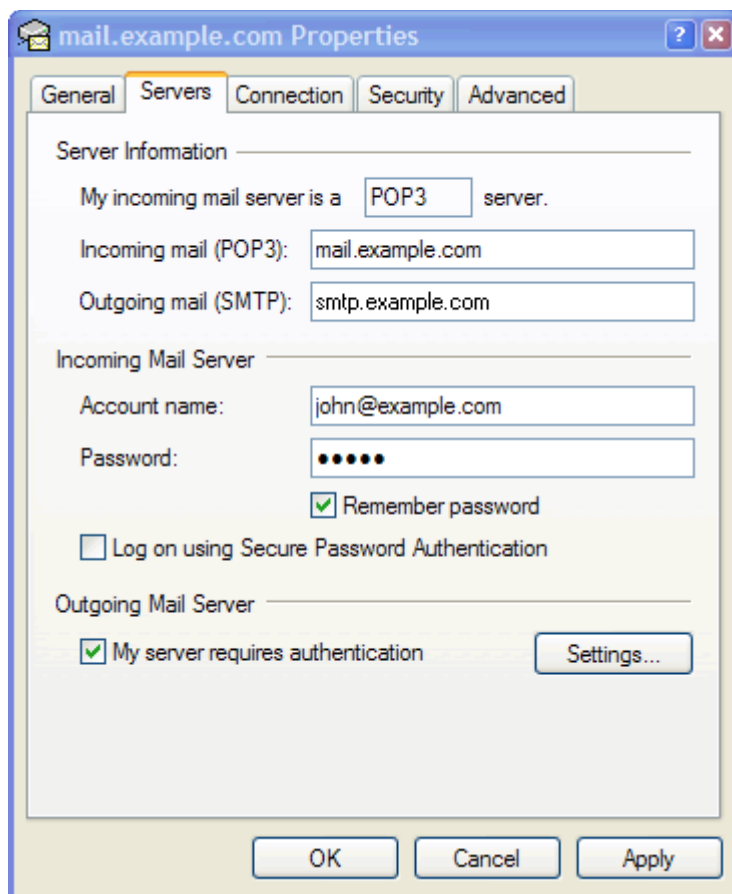 mail.example.com Properties
General Servers Connection Security Advanced
Server Information
My incoming mail server is a POP3 server.
Incoming mail (POP3): mail.example.com
Outgoing mail (SMTP): smtp.example.com
Incoming Mail Server
Account name: john@example.com
Password: •••••
Remember password
Log on using Secure Password Authentication
Outgoing Mail Server
My server requires authentication Settings...
OK Cancel Apply